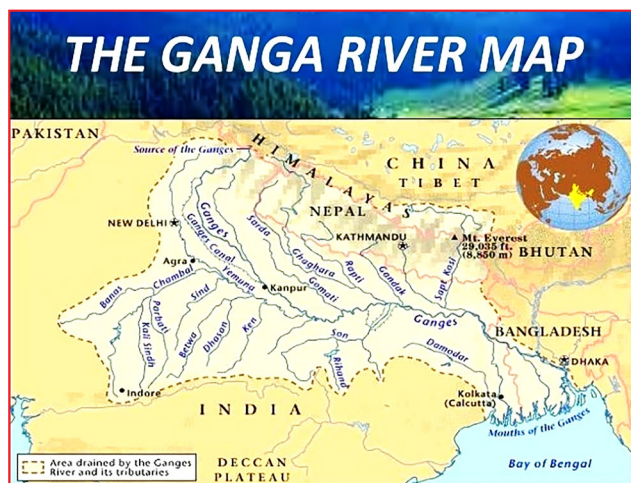 THE GANGA RIVER MAP
PAKISTAN
Source of the Ganges
HIMALAYAS
CHINA
TIBET
NEW DELHI
Ganges
Ganges Canal
Sarda
NEPAL
KATHMANDU
Mt. Everest
29,035 ft.
(8,850 m)
BHUTAN
Agra
Yemuna
Ghaghara
Gomati
Rapti
Gandak
Sapt Kosi
Banas
Chambal
Kanpur
Parbati
Kali Sindh
Sind
Betwa
Dhasan
Ken
Son
Rihand
Ganges
BANGLADESH
DHAKA
Damodar
Indore
Kolkata
(Calcutta)
INDIA
Mouths of the Ganges
Area drained by the Ganges
River and its tributaries
DECCAN
PLATEAU
Bay of Bengal